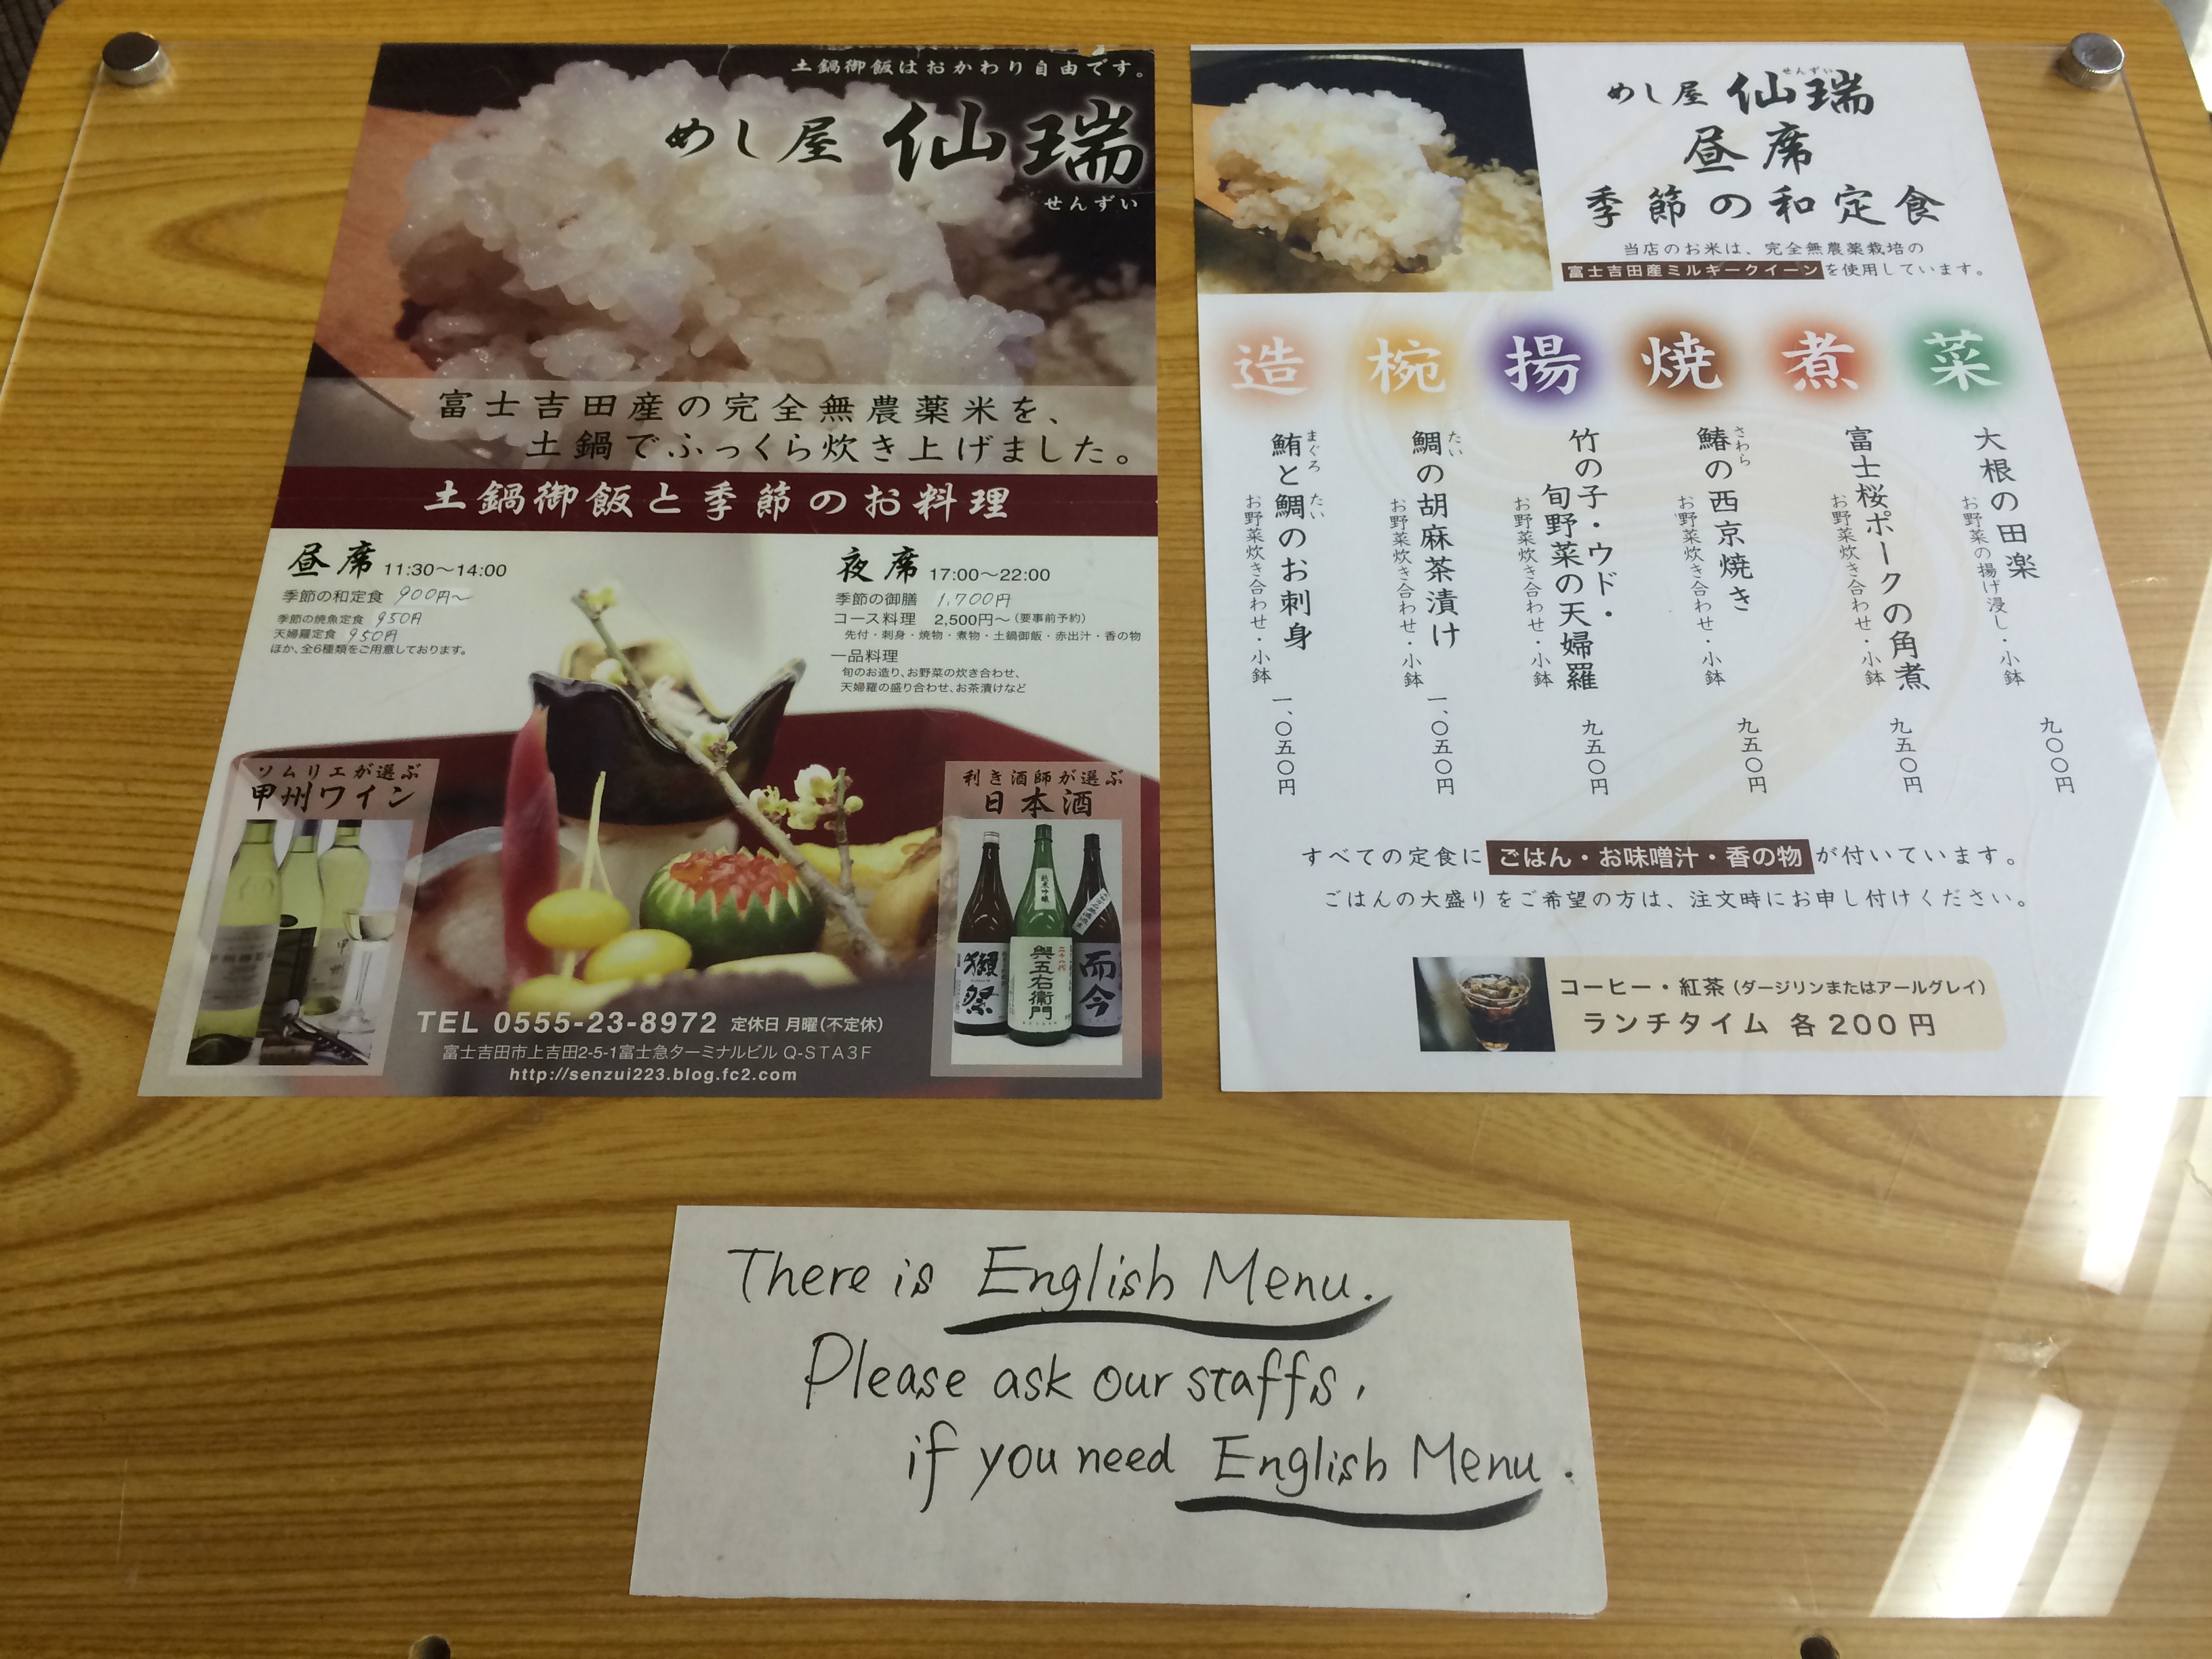 土鍋御飯はおかわり自由です。
めし屋 仙瑞
せんずい
富士吉田産の完全無農薬米を、
土鍋でふっくら炊き上げました。
土鍋御飯と季節のお料理
昼席 11:30〜14:00
季節の和定食 900円〜
季節の焼魚定食 950円
天婦羅定食 950円
ほか、全6種類をご用意しております。
夜席 17:00〜22:00
季節の御膳 1,700円
コース料理 2,500円〜(要事前予約)
先付・刺身・焼物・煮物・土鍋御飯・赤出汁・香の物
一品料理
旬のお造り、お野菜の炊き合わせ、
天婦羅の盛り合わせ、お茶漬けなど
ソムリエが選ぶ
甲州ワイン
利き酒師が選ぶ
日本酒
獺祭
純米吟醸
與五右衛門
而今
TEL 0555-23-8972 定休日 月曜(不定休)
富士吉田市上吉田2-5-1富士急ターミナルビル Q-STA3F
http://senzui223.blog.fc2.com
せんずい
めし屋 仙瑞
昼席
季節の和定食
当店のお米は、完全無農薬栽培の
富士吉田産ミルキークイーンを使用しています。
菜
大根の田楽
お野菜の揚げ浸し・小鉢
九〇〇円
煮
富士桜ポークの角煮
お野菜炊き合わせ・小鉢
九五〇円
焼
さわら
鰆の西京焼き
お野菜炊き合わせ・小鉢
九五〇円
揚
竹の子・ウド・
旬野菜の天婦羅
お野菜炊き合わせ・小鉢
九五〇円
椀
たい
鯛の胡麻茶漬け
お野菜炊き合わせ・小鉢
一、〇五〇円
造
まぐろ たい
鮪と鯛のお刺身
お野菜炊き合わせ・小鉢
一、〇五〇円
すべての定食に ごはん・お味噌汁・香の物 が付いています。
ごはんの大盛りをご希望の方は、注文時にお申し付けください。
コーヒー・紅茶(ダージリンまたはアールグレイ)
ランチタイム 各200円
There is English Menu.
Please ask our staffs,
if you need English Menu.